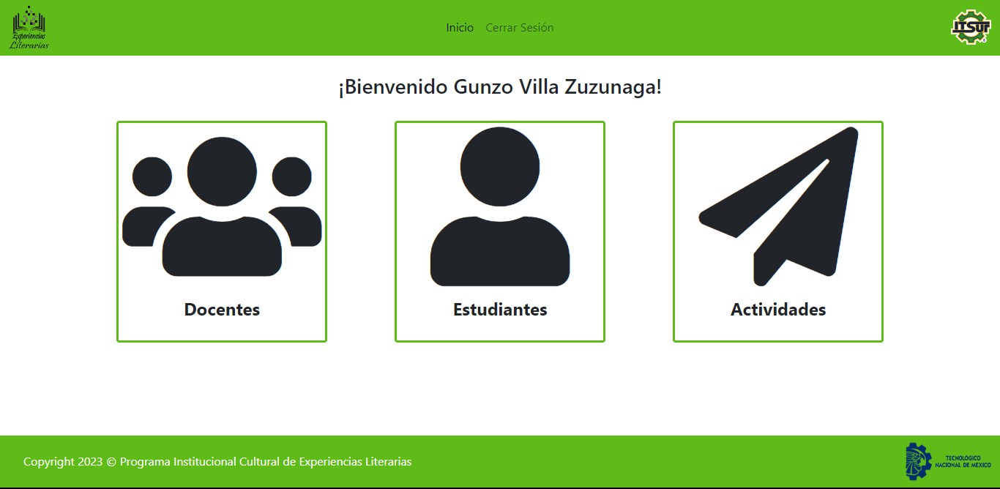 Experiencias
Literarias
Inicio
Cerrar Sesión
ITSUR
¡Bienvenido Gunzo Villa Zuzunaga!
Docentes
Estudiantes
Actividades
Copyright 2023 © Programa Institucional Cultural de Experiencias Literarias
TECNOLÓGICO
NACIONAL DE MÉXICO